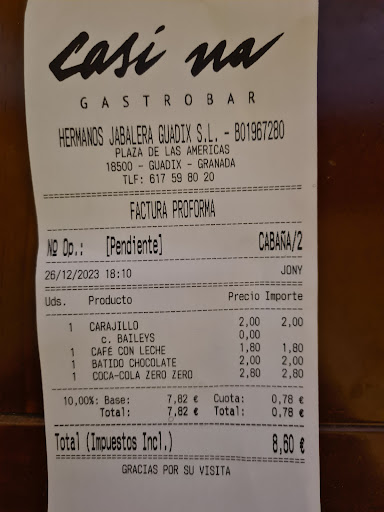 Casi na
GASTROBAR
HERMANOS JABALERA GUADIX S.L. - B01967280
PLAZA DE LAS AMERICAS
18500 - GUADIX - GRANADA
TLF: 617 59 80 20
FACTURA PROFORMA
Nº Op.: [Pendiente] CABAÑA/2
26/12/2023 18:10 JONY
Uds. Producto Precio Importe
1 CARAJILLO 2,00 2,00
c. BAILEYS 0,00
1 CAFÉ CON LECHE 1,80 1,80
1 BATIDO CHOCOLATE 2,00 2,00
1 COCA-COLA ZERO ZERO 2,80 2,80
10,00%: Base: 7,82 € Cuota: 0,78 €
Total: 7,82 € Total: 0,78 €
Total (Impuestos Incl.) 8,60 €
GRACIAS POR SU VISITA